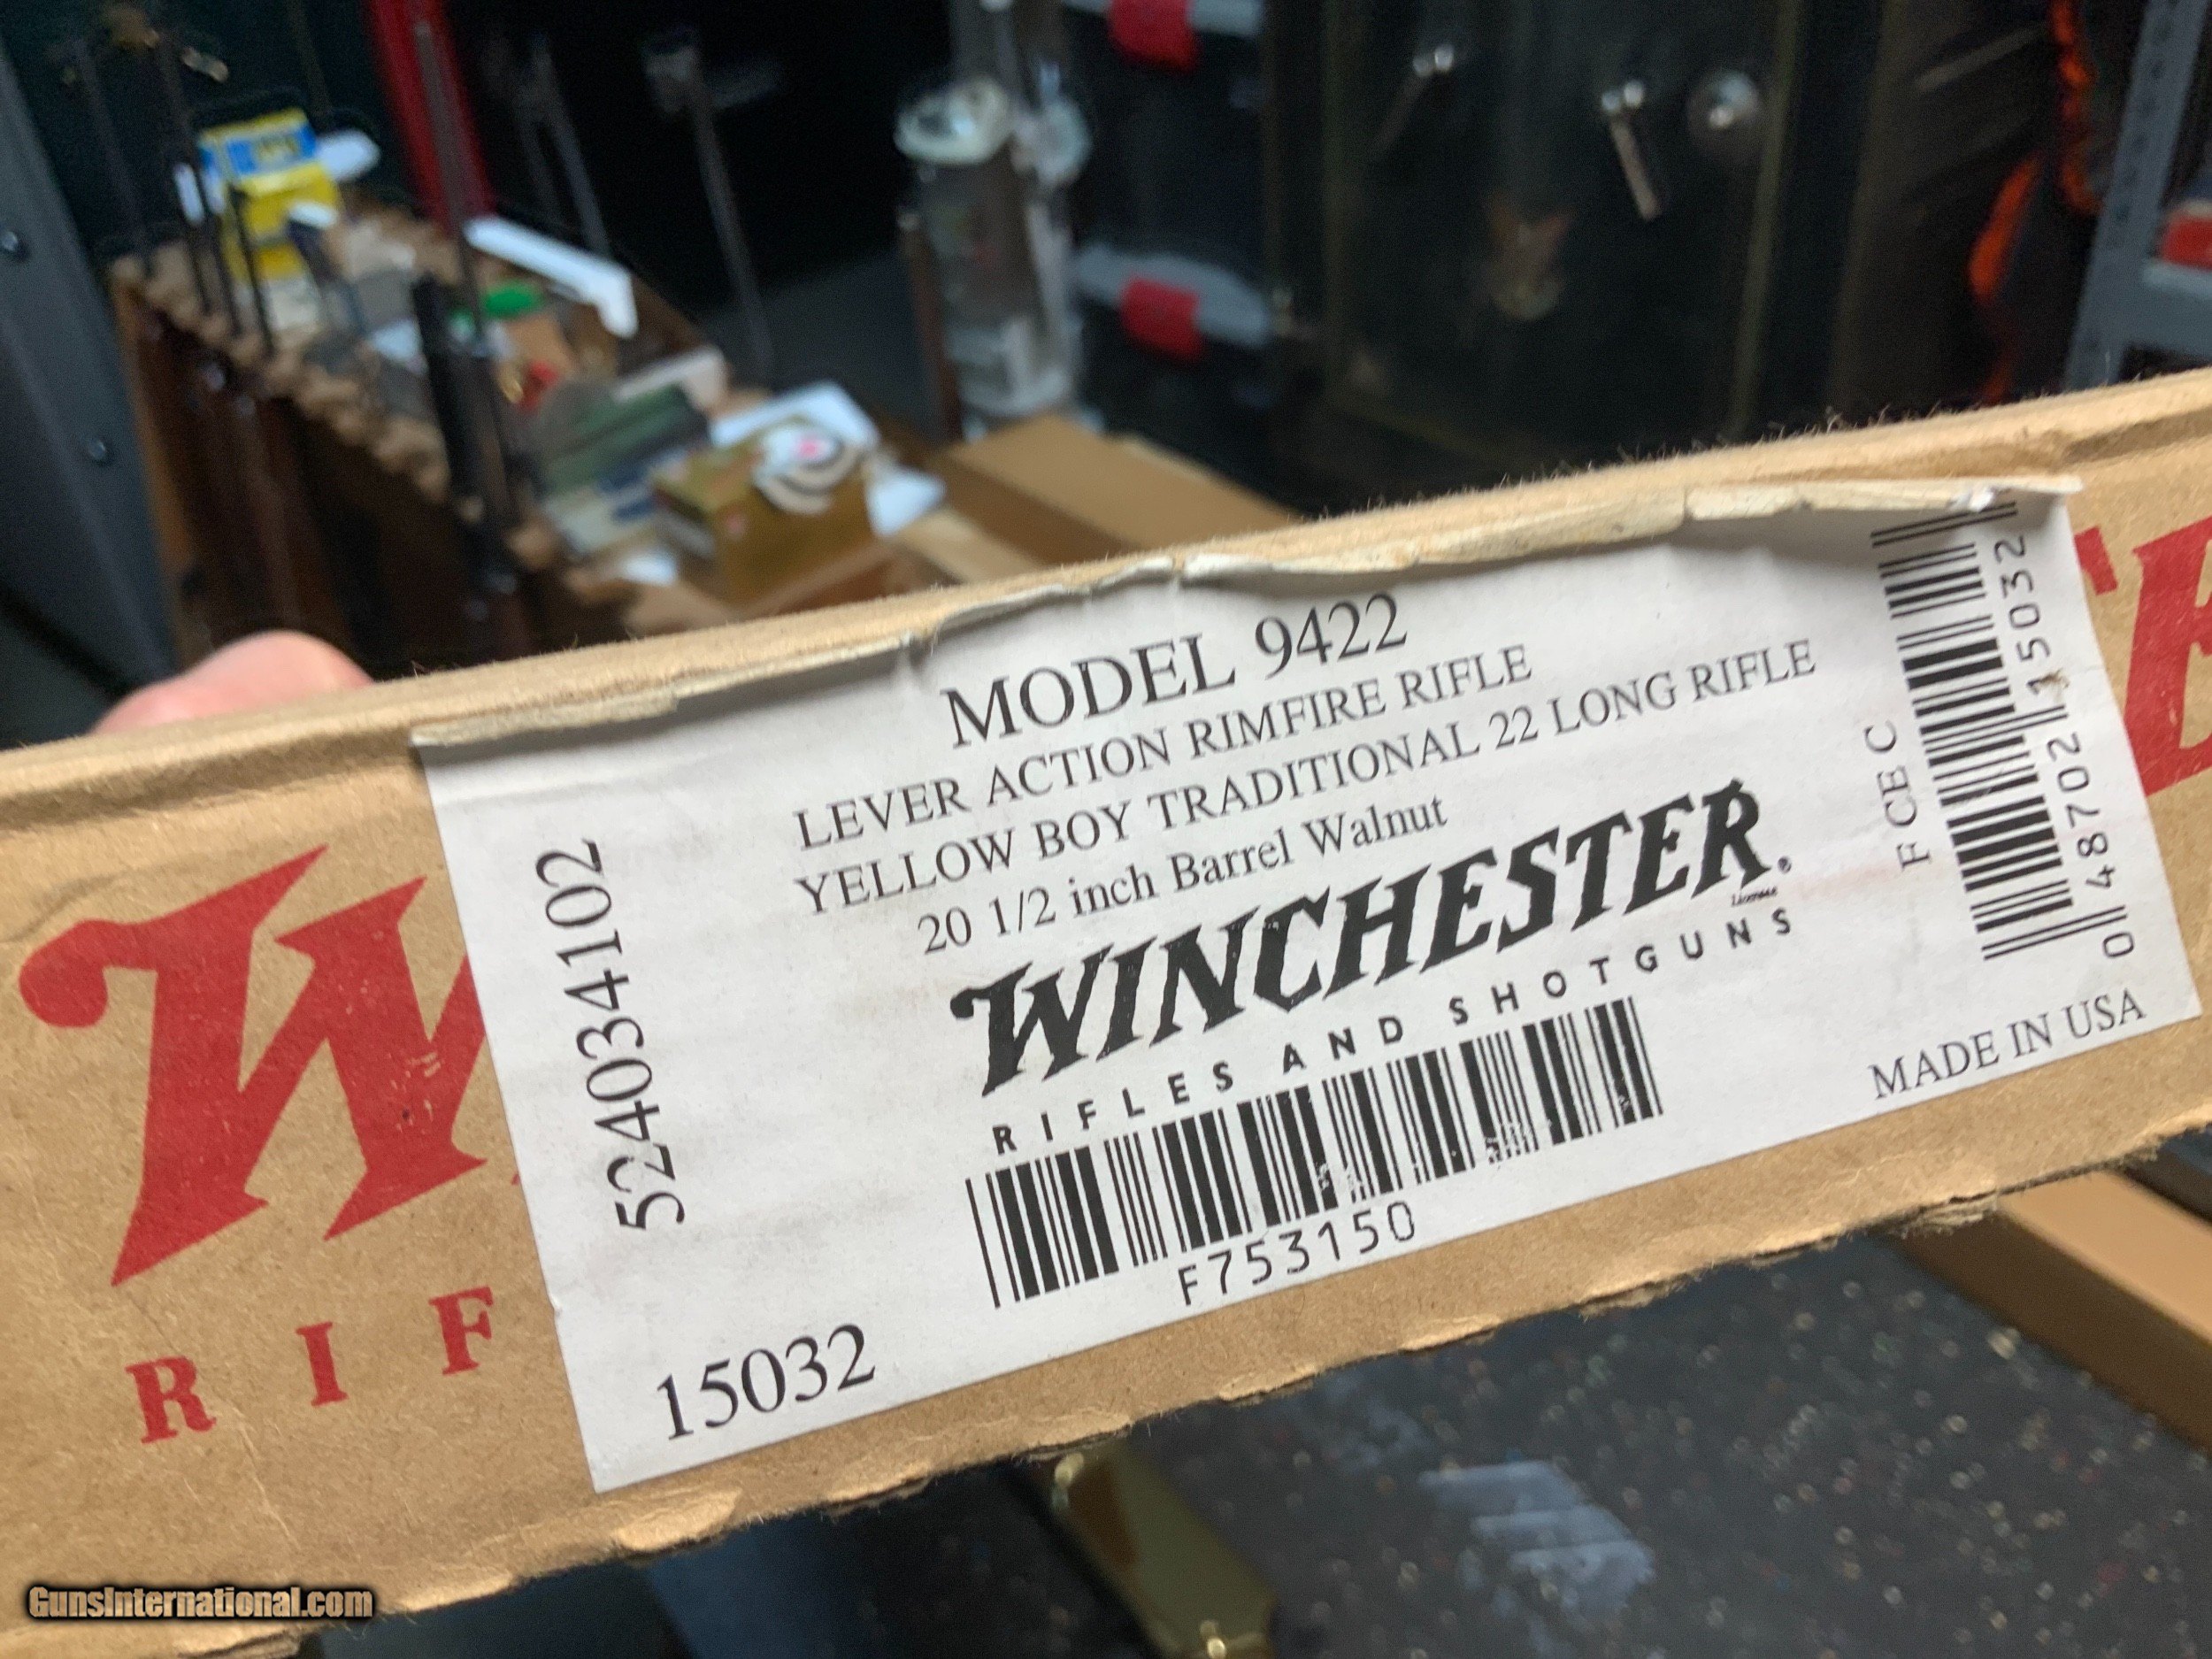 MODEL 9422
LEVER ACTION RIMFIRE RIFLE
YELLOW BOY TRADITIONAL 22 LONG RIFLE
20 1/2 inch Barrel Walnut
WINCHESTER®
RIFLES AND SHOTGUNS
F753150
524034102
15032
F CE C
0 48702 15032
MADE IN USA
W
RIF
E
GunsInternational.com